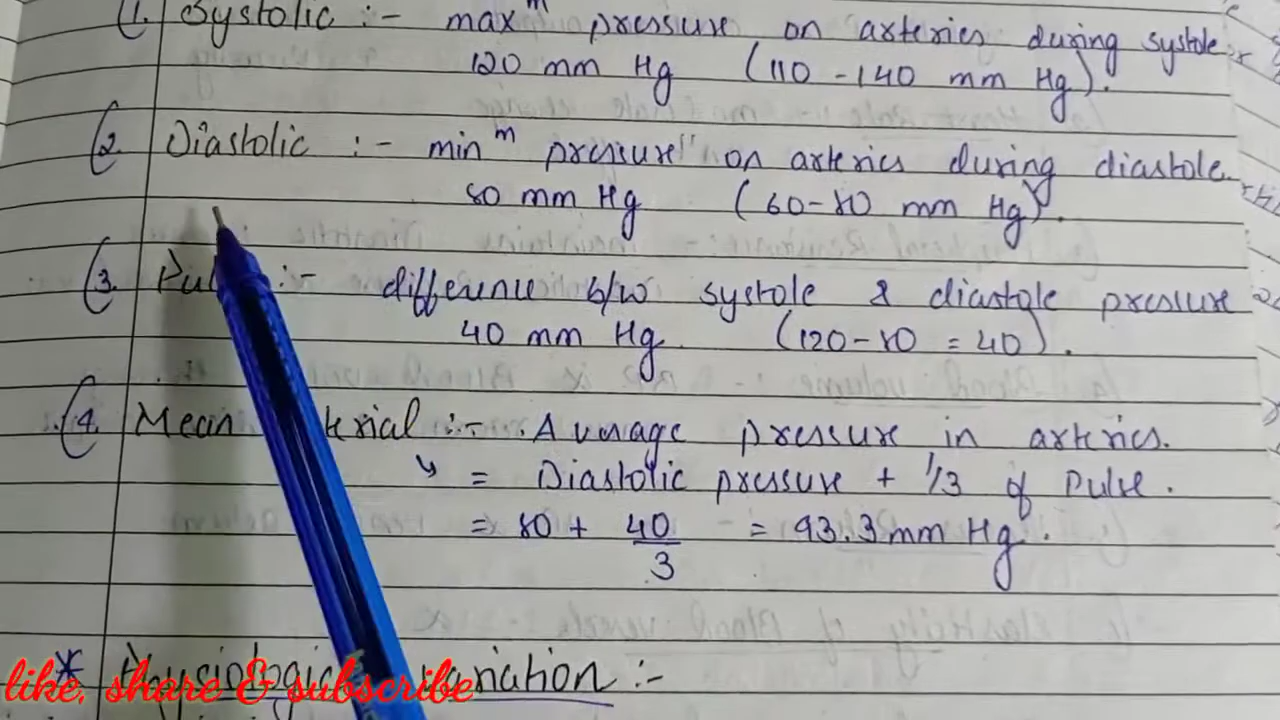 (1. Systolic :- max^m pressure on arteries during systole
120 mm Hg (110 - 140 mm Hg).
(2. Diastolic :- min^m pressure on arteries during diastole
80 mm Hg (60-80 mm Hg).
(3. :- difference b/w systole & diastole pressure
40 mm Hg. (120-80 = 40).
(4. Mean terial :- Average pressure in arteries.
↳ = Diastolic pressure + 1/3 of Pulse.
= 80 + 40/3 = 93.3 mm Hg.
* Physiologic variation :-
like, share & subscribe